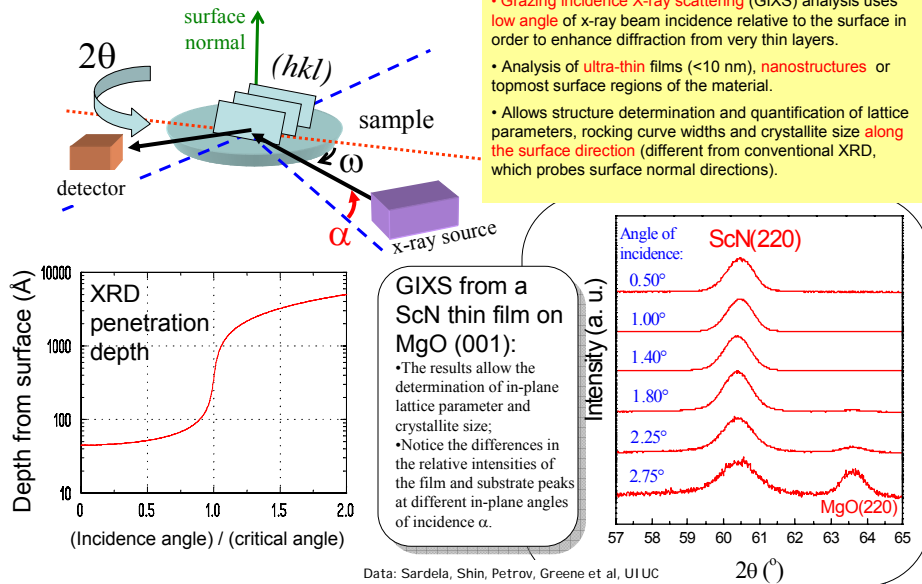 • Grazing incidence X-ray scattering (GIXS) analysis uses
low angle of x-ray beam incidence relative to the surface in
order to enhance diffraction from very thin layers.
• Analysis of ultra-thin films (<10 nm), nanostructures or
topmost surface regions of the material.
• Allows structure determination and quantification of lattice
parameters, rocking curve widths and crystallite size along
the surface direction (different from conventional XRD,
which probes surface normal directions).
surface
normal
2θ
(hkl)
sample
ω
detector
α
x-ray source
Depth from surface (Å)
10000
1000
100
10
XRD
penetration
depth
0.0 0.5 1.0 1.5 2.0
(Incidence angle) / (critical angle)
GIXS from a
ScN thin film on
MgO (001):
•The results allow the
determination of in-plane
lattice parameter and
crystallite size;
•Notice the differences in
the relative intensities of
the film and substrate peaks
at different in-plane angles
of incidence α.
Intensity (a. u.)
Angle of
incidence:
ScN(220)
0.50°
1.00°
1.40°
1.80°
2.25°
2.75°
MgO(220)
57 58 59 60 61 62 63 64 65
2θ (°)
Data: Sardela, Shin, Petrov, Greene et al, UIUC